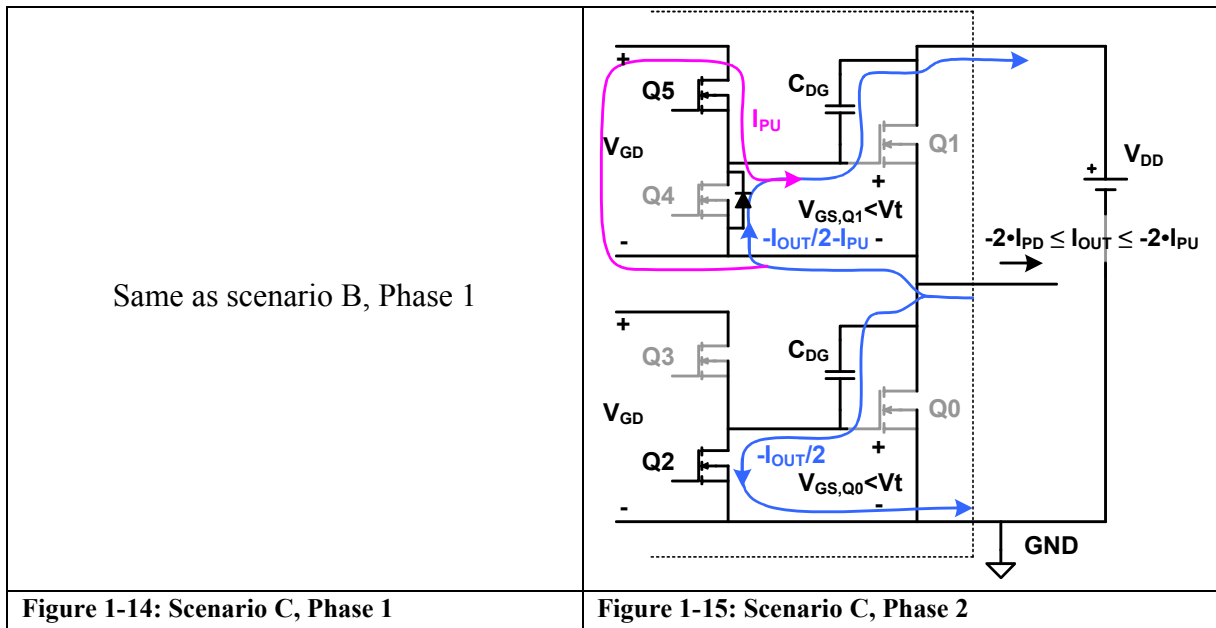 Same as scenario B, Phase 1
+
Q5
I_PU
C_DG
V_GD
Q4
Q1
+
V_GS,Q1<Vt
-I_OUT/2-I_PU
-
-
+
V_DD
-2•I_PD ≤ I_OUT ≤ -2•I_PU
+
Q3
C_DG
V_GD
Q0
Q2
-I_OUT/2
+
V_GS,Q0<Vt
-
-
GND
Figure 1-14: Scenario C, Phase 1
Figure 1-15: Scenario C, Phase 2